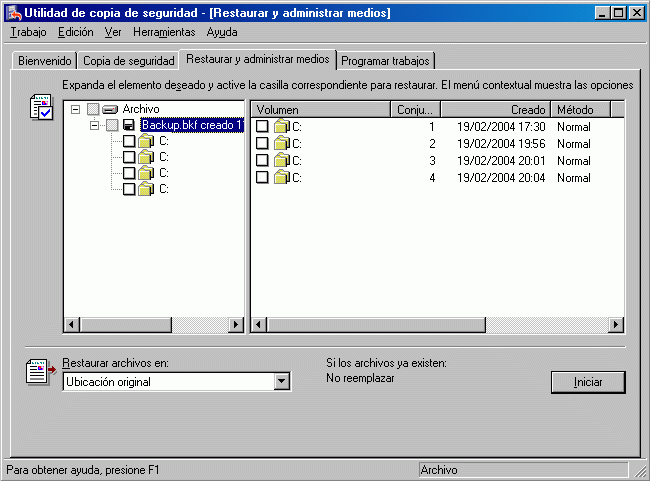 Utilidad de copia de seguridad - [Restaurar y administrar medios]
Trabajo Edición Ver Herramientas Ayuda
Bienvenido Copia de seguridad Restaurar y administrar medios Programar trabajos
Expanda el elemento deseado y active la casilla correspondiente para restaurar. El menú contextual muestra las opciones
Archivo
Backup.bkf creado 1
C:
C:
C:
C:
Volumen Conju... Creado Método
C: 1 19/02/2004 17:30 Normal
C: 2 19/02/2004 19:56 Normal
C: 3 19/02/2004 20:01 Normal
C: 4 19/02/2004 20:04 Normal
Restaurar archivos en:
Ubicación original
Si los archivos ya existen:
No reemplazar
Iniciar
Para obtener ayuda, presione F1
Archivo